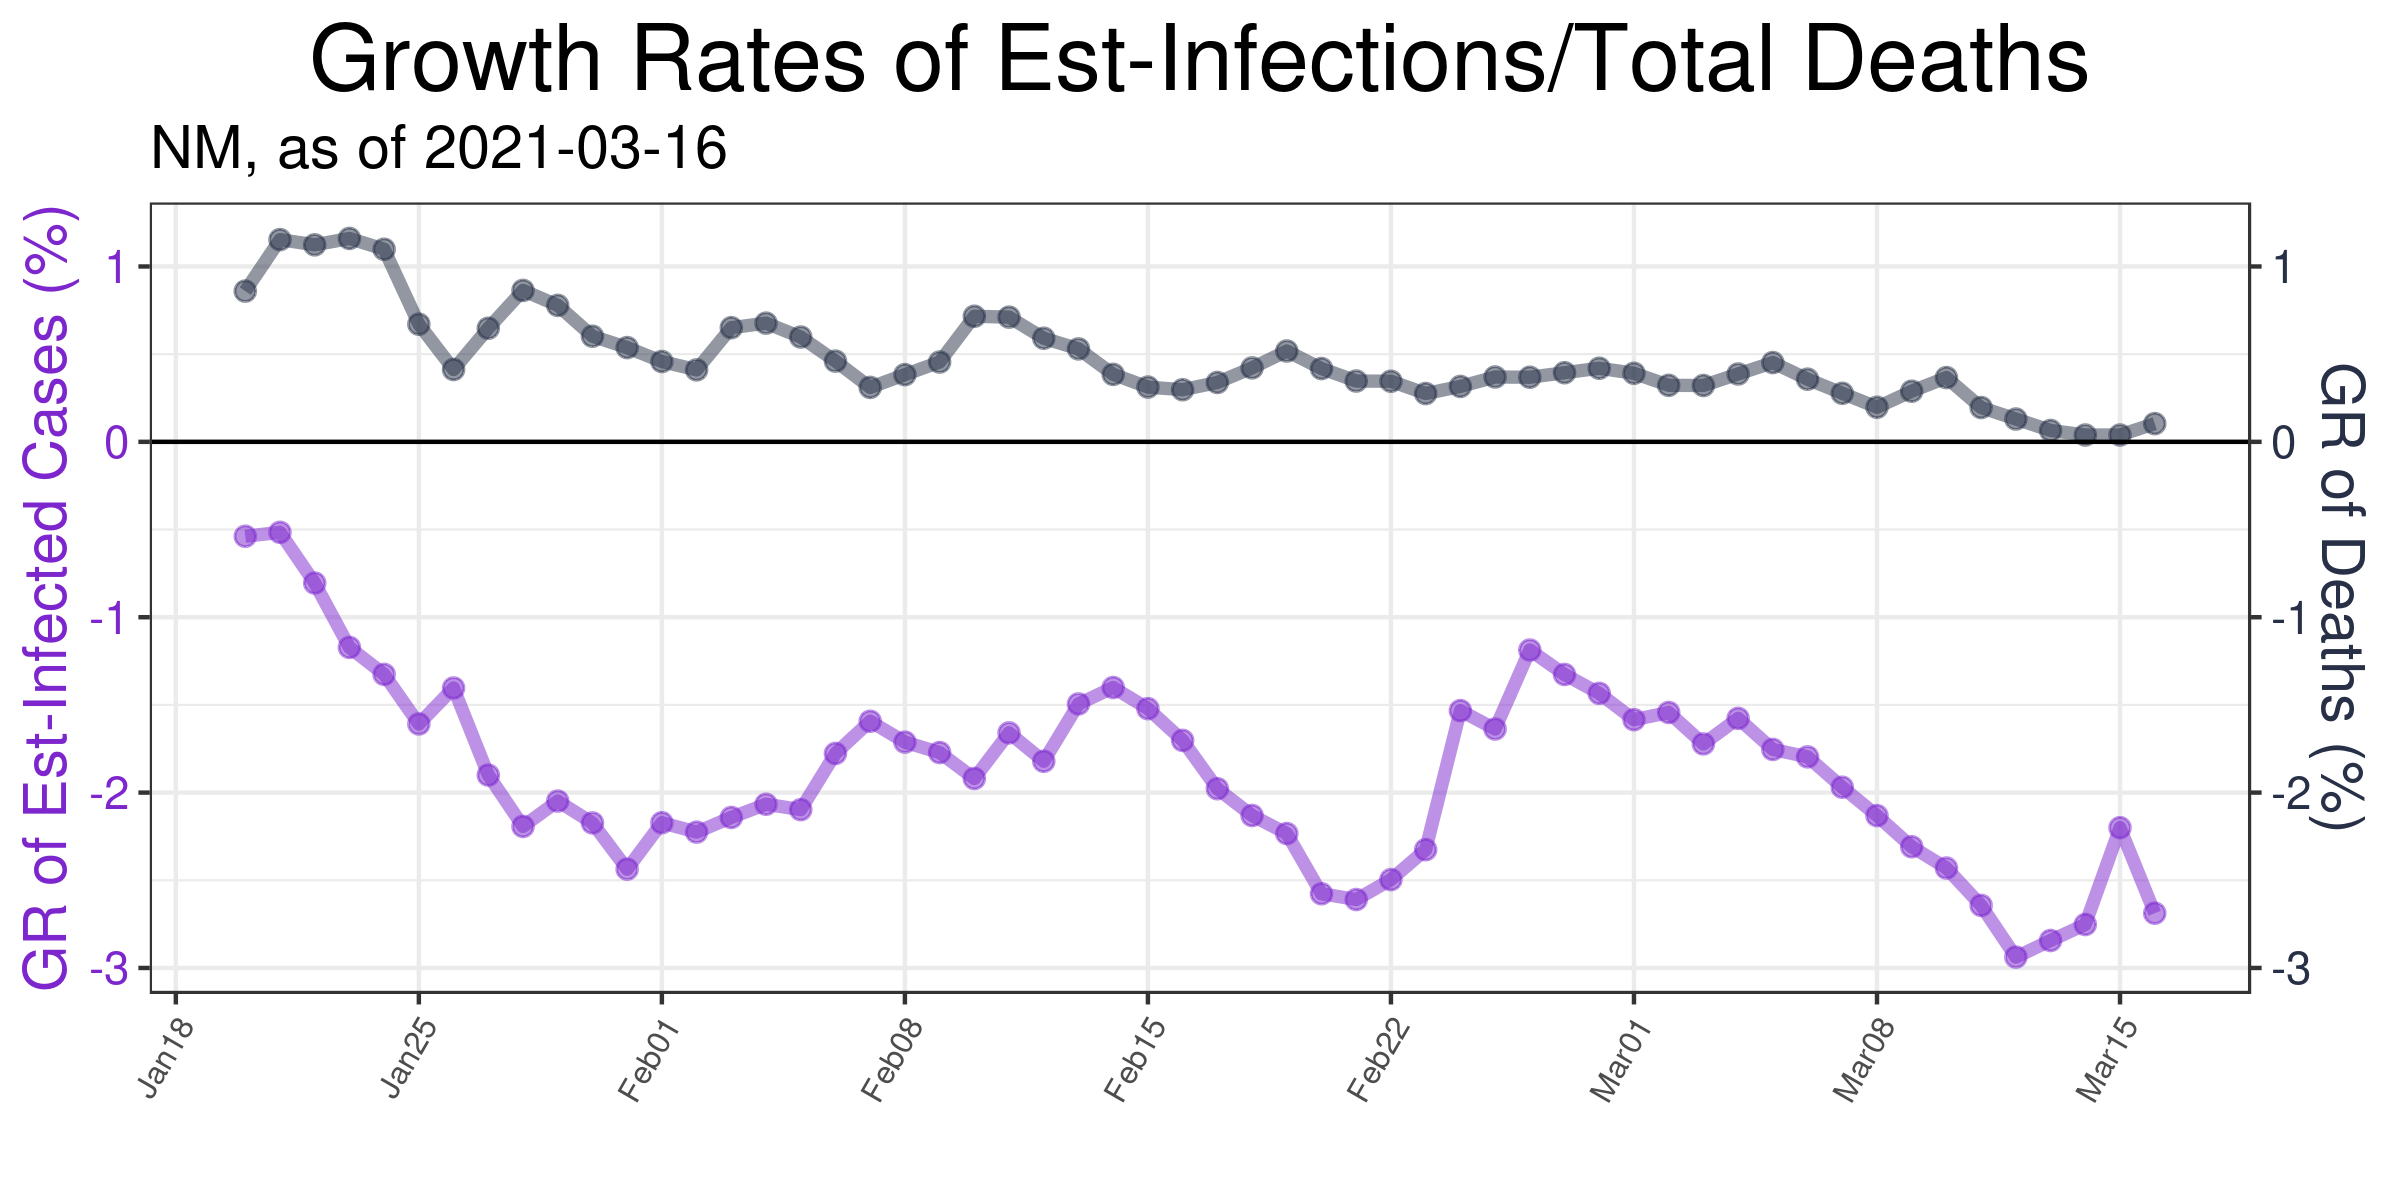 Growth Rates of Est-Infections/Total Deaths
NM, as of 2021-03-16
GR of Est-Infected Cases (%)
1
0
-1
-2
-3
1
0
-1
-2
-3
GR of Deaths (%)
Jan18
Jan25
Feb01
Feb08
Feb15
Feb22
Mar01
Mar08
Mar15